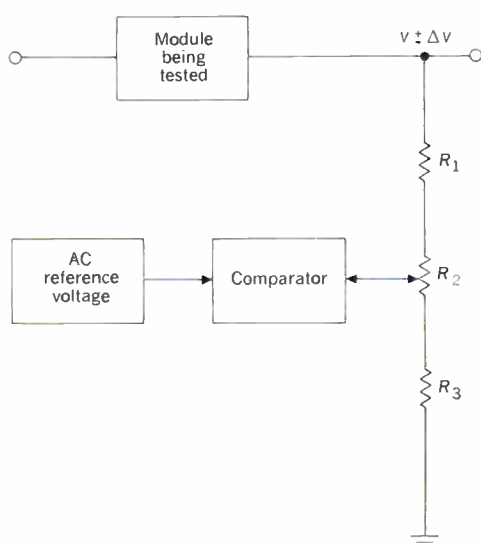 Module
being
tested
v ± Δv
R₁
AC
reference
voltage
Comparator
R₂
R₃